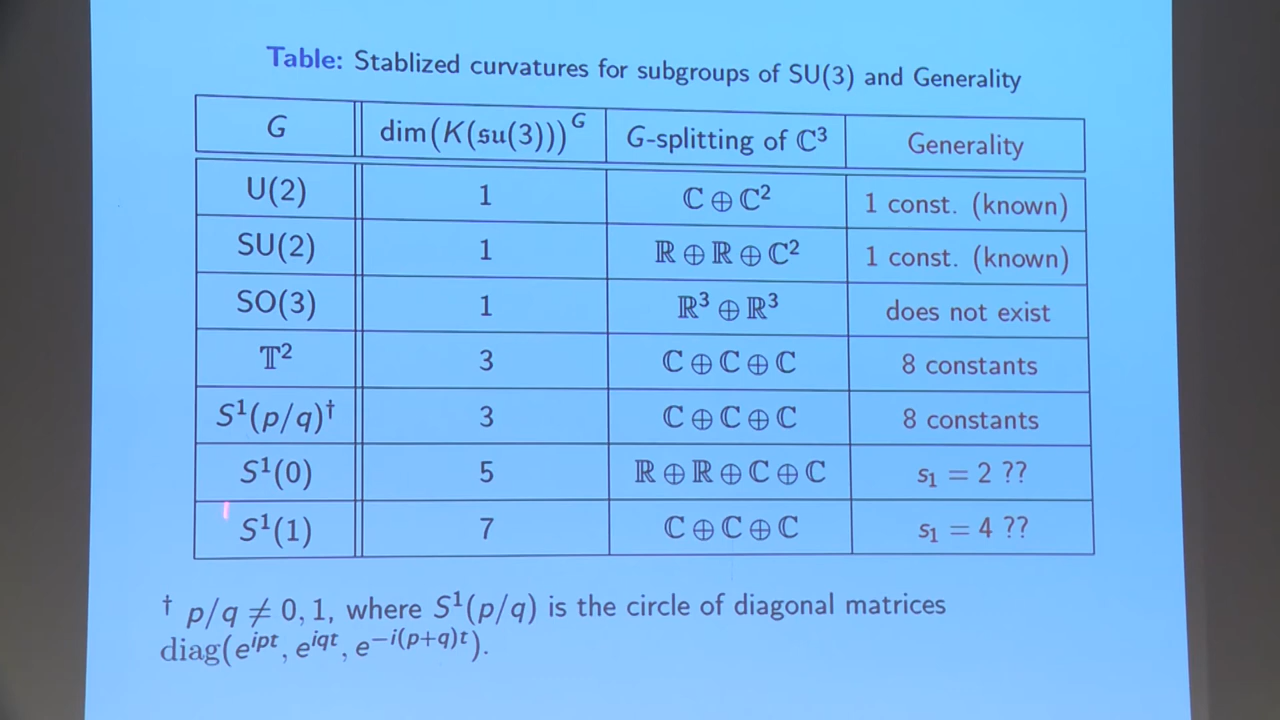 Table: Stablized curvatures for subgroups of SU(3) and Generality
G dim(K(𝔰𝔲(3)))^G G-splitting of ℂ³ Generality
U(2) 1 ℂ⊕ℂ² 1 const. (known)
SU(2) 1 ℝ⊕ℝ⊕ℂ² 1 const. (known)
SO(3) 1 ℝ³⊕ℝ³ does not exist
𝕋² 3 ℂ⊕ℂ⊕ℂ 8 constants
S¹(p/q)† 3 ℂ⊕ℂ⊕ℂ 8 constants
S¹(0) 5 ℝ⊕ℝ⊕ℂ⊕ℂ s₁ = 2 ??
S¹(1) 7 ℂ⊕ℂ⊕ℂ s₁ = 4 ??
† p/q ≠ 0, 1, where S¹(p/q) is the circle of diagonal matrices
diag(e^{ipt}, e^{iqt}, e^{−i(p+q)t}).